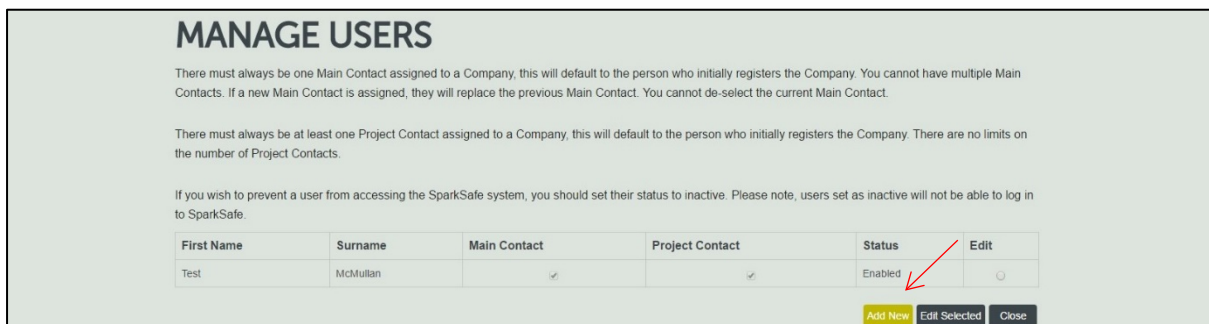 MANAGE USERS
There must always be one Main Contact assigned to a Company, this will default to the person who initially registers the Company. You cannot have multiple Main
Contacts. If a new Main Contact is assigned, they will replace the previous Main Contact. You cannot de-select the current Main Contact.
There must always be at least one Project Contact assigned to a Company, this will default to the person who initially registers the Company. There are no limits on
the number of Project Contacts.
If you wish to prevent a user from accessing the SparkSafe system, you should set their status to inactive. Please note, users set as inactive will not be able to log in
to SparkSafe.
First Name Surname Main Contact Project Contact Status Edit
Test McMullan Enabled
Add New Edit Selected Close